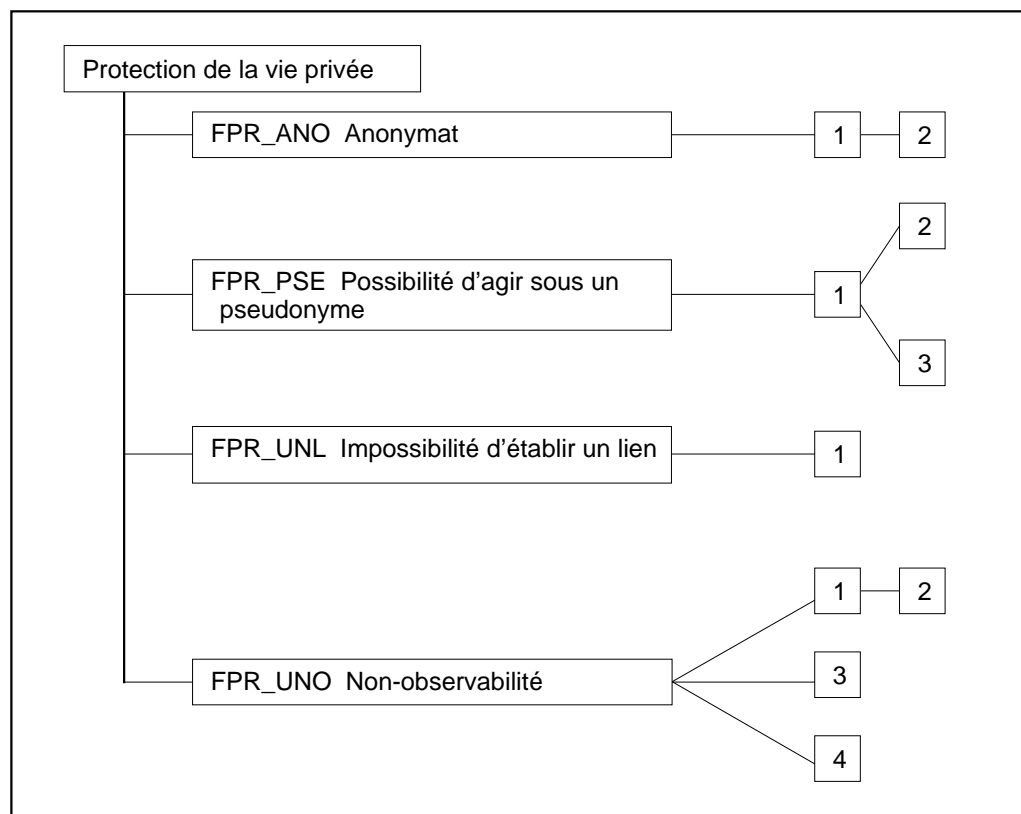 Protection de la vie privée
FPR_ANO Anonymat
1
2
2
FPR_PSE Possibilité d'agir sous un
pseudonyme
1
3
FPR_UNL Impossibilité d'établir un lien
1
1
2
FPR_UNO Non-observabilité
3
4